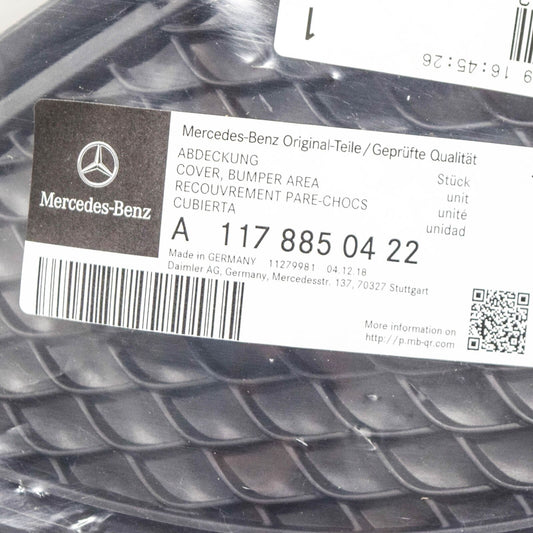 1
9 16:45:26
Mercedes-Benz
Mercedes-Benz Original-Teile/Geprüfte Qualität
ABDECKUNG
COVER, BUMPER AREA
RECOUVREMENT PARE-CHOCS
CUBIERTA
Stück
unit
unité
unidad
A 117 885 04 22
Made in GERMANY 11279981 04.12.18
Daimler AG, Germany, Mercedesstr. 137, 70327 Stuttgart
More information on
http://p.mb-qr.com